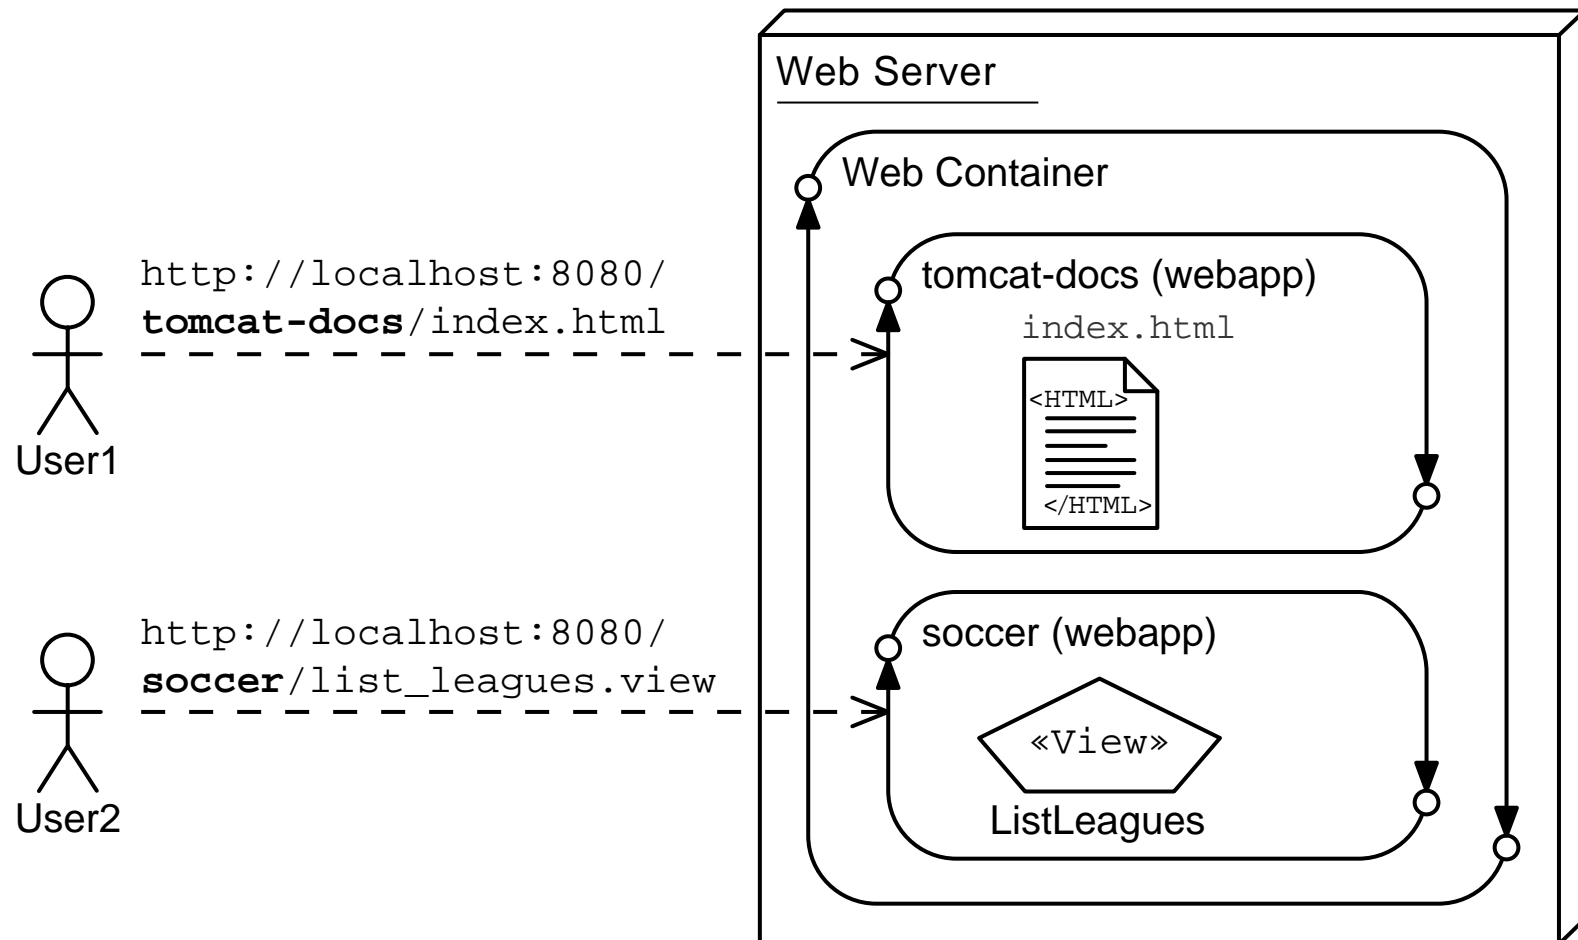 Web Server
Web Container
http://localhost:8080/
tomcat-docs/index.html
User1
tomcat-docs (webapp)
index.html
<HTML>
</HTML>
http://localhost:8080/
soccer/list_leagues.view
User2
soccer (webapp)
«View»
ListLeagues